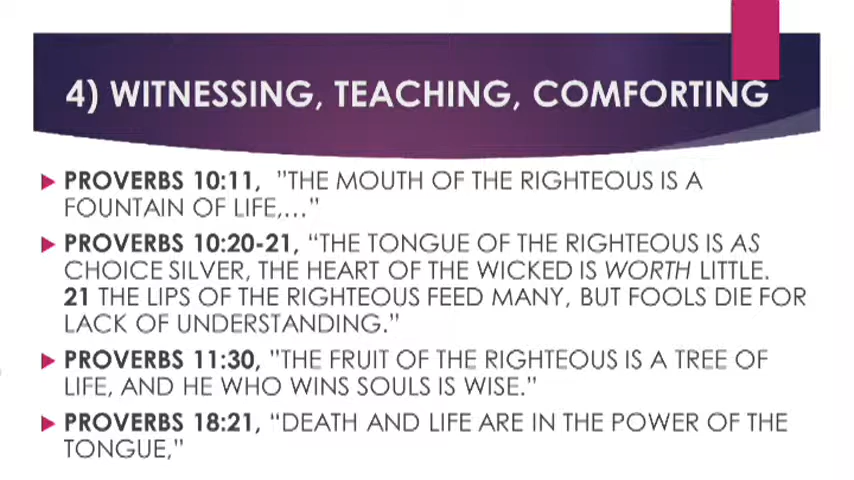 4) WITNESSING, TEACHING, COMFORTING
PROVERBS 10:11, ”THE MOUTH OF THE RIGHTEOUS IS A
FOUNTAIN OF LIFE,…”
PROVERBS 10:20-21, “THE TONGUE OF THE RIGHTEOUS IS AS
CHOICE SILVER, THE HEART OF THE WICKED IS WORTH LITTLE.
21 THE LIPS OF THE RIGHTEOUS FEED MANY, BUT FOOLS DIE FOR
LACK OF UNDERSTANDING.”
PROVERBS 11:30, ”THE FRUIT OF THE RIGHTEOUS IS A TREE OF
LIFE, AND HE WHO WINS SOULS IS WISE.”
PROVERBS 18:21, “DEATH AND LIFE ARE IN THE POWER OF THE
TONGUE,”